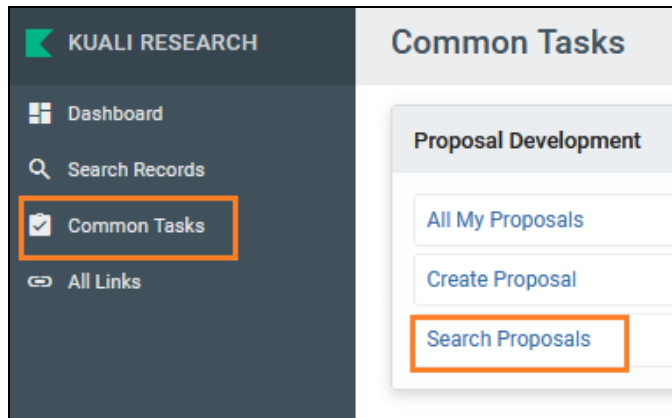 KUALI RESEARCH
Dashboard
Search Records
Common Tasks
All Links
Common Tasks
Proposal Development
All My Proposals
Create Proposal
Search Proposals